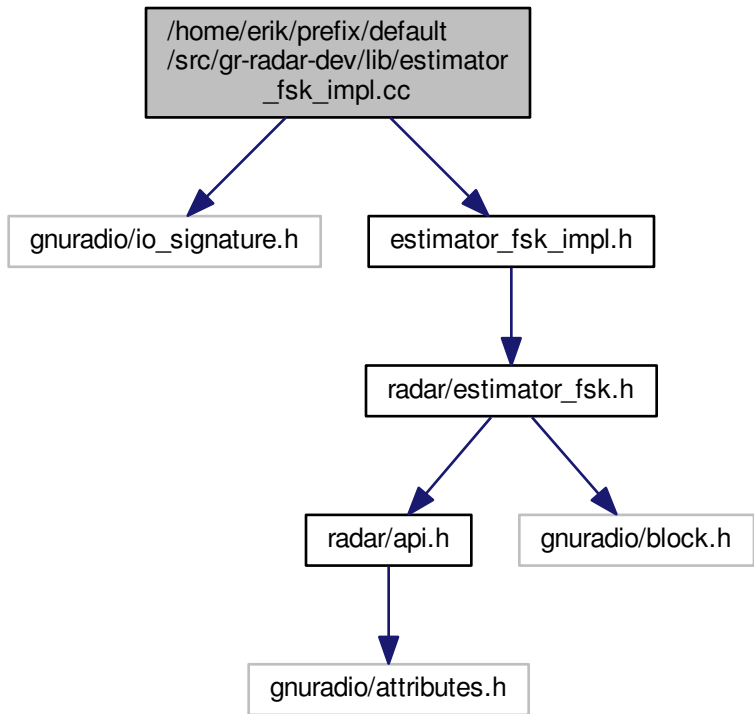 /home/erik/prefix/default
/src/gr-radar-dev/lib/estimator
_fsk_impl.cc
gnuradio/io_signature.h
estimator_fsk_impl.h
radar/estimator_fsk.h
radar/api.h
gnuradio/block.h
gnuradio/attributes.h